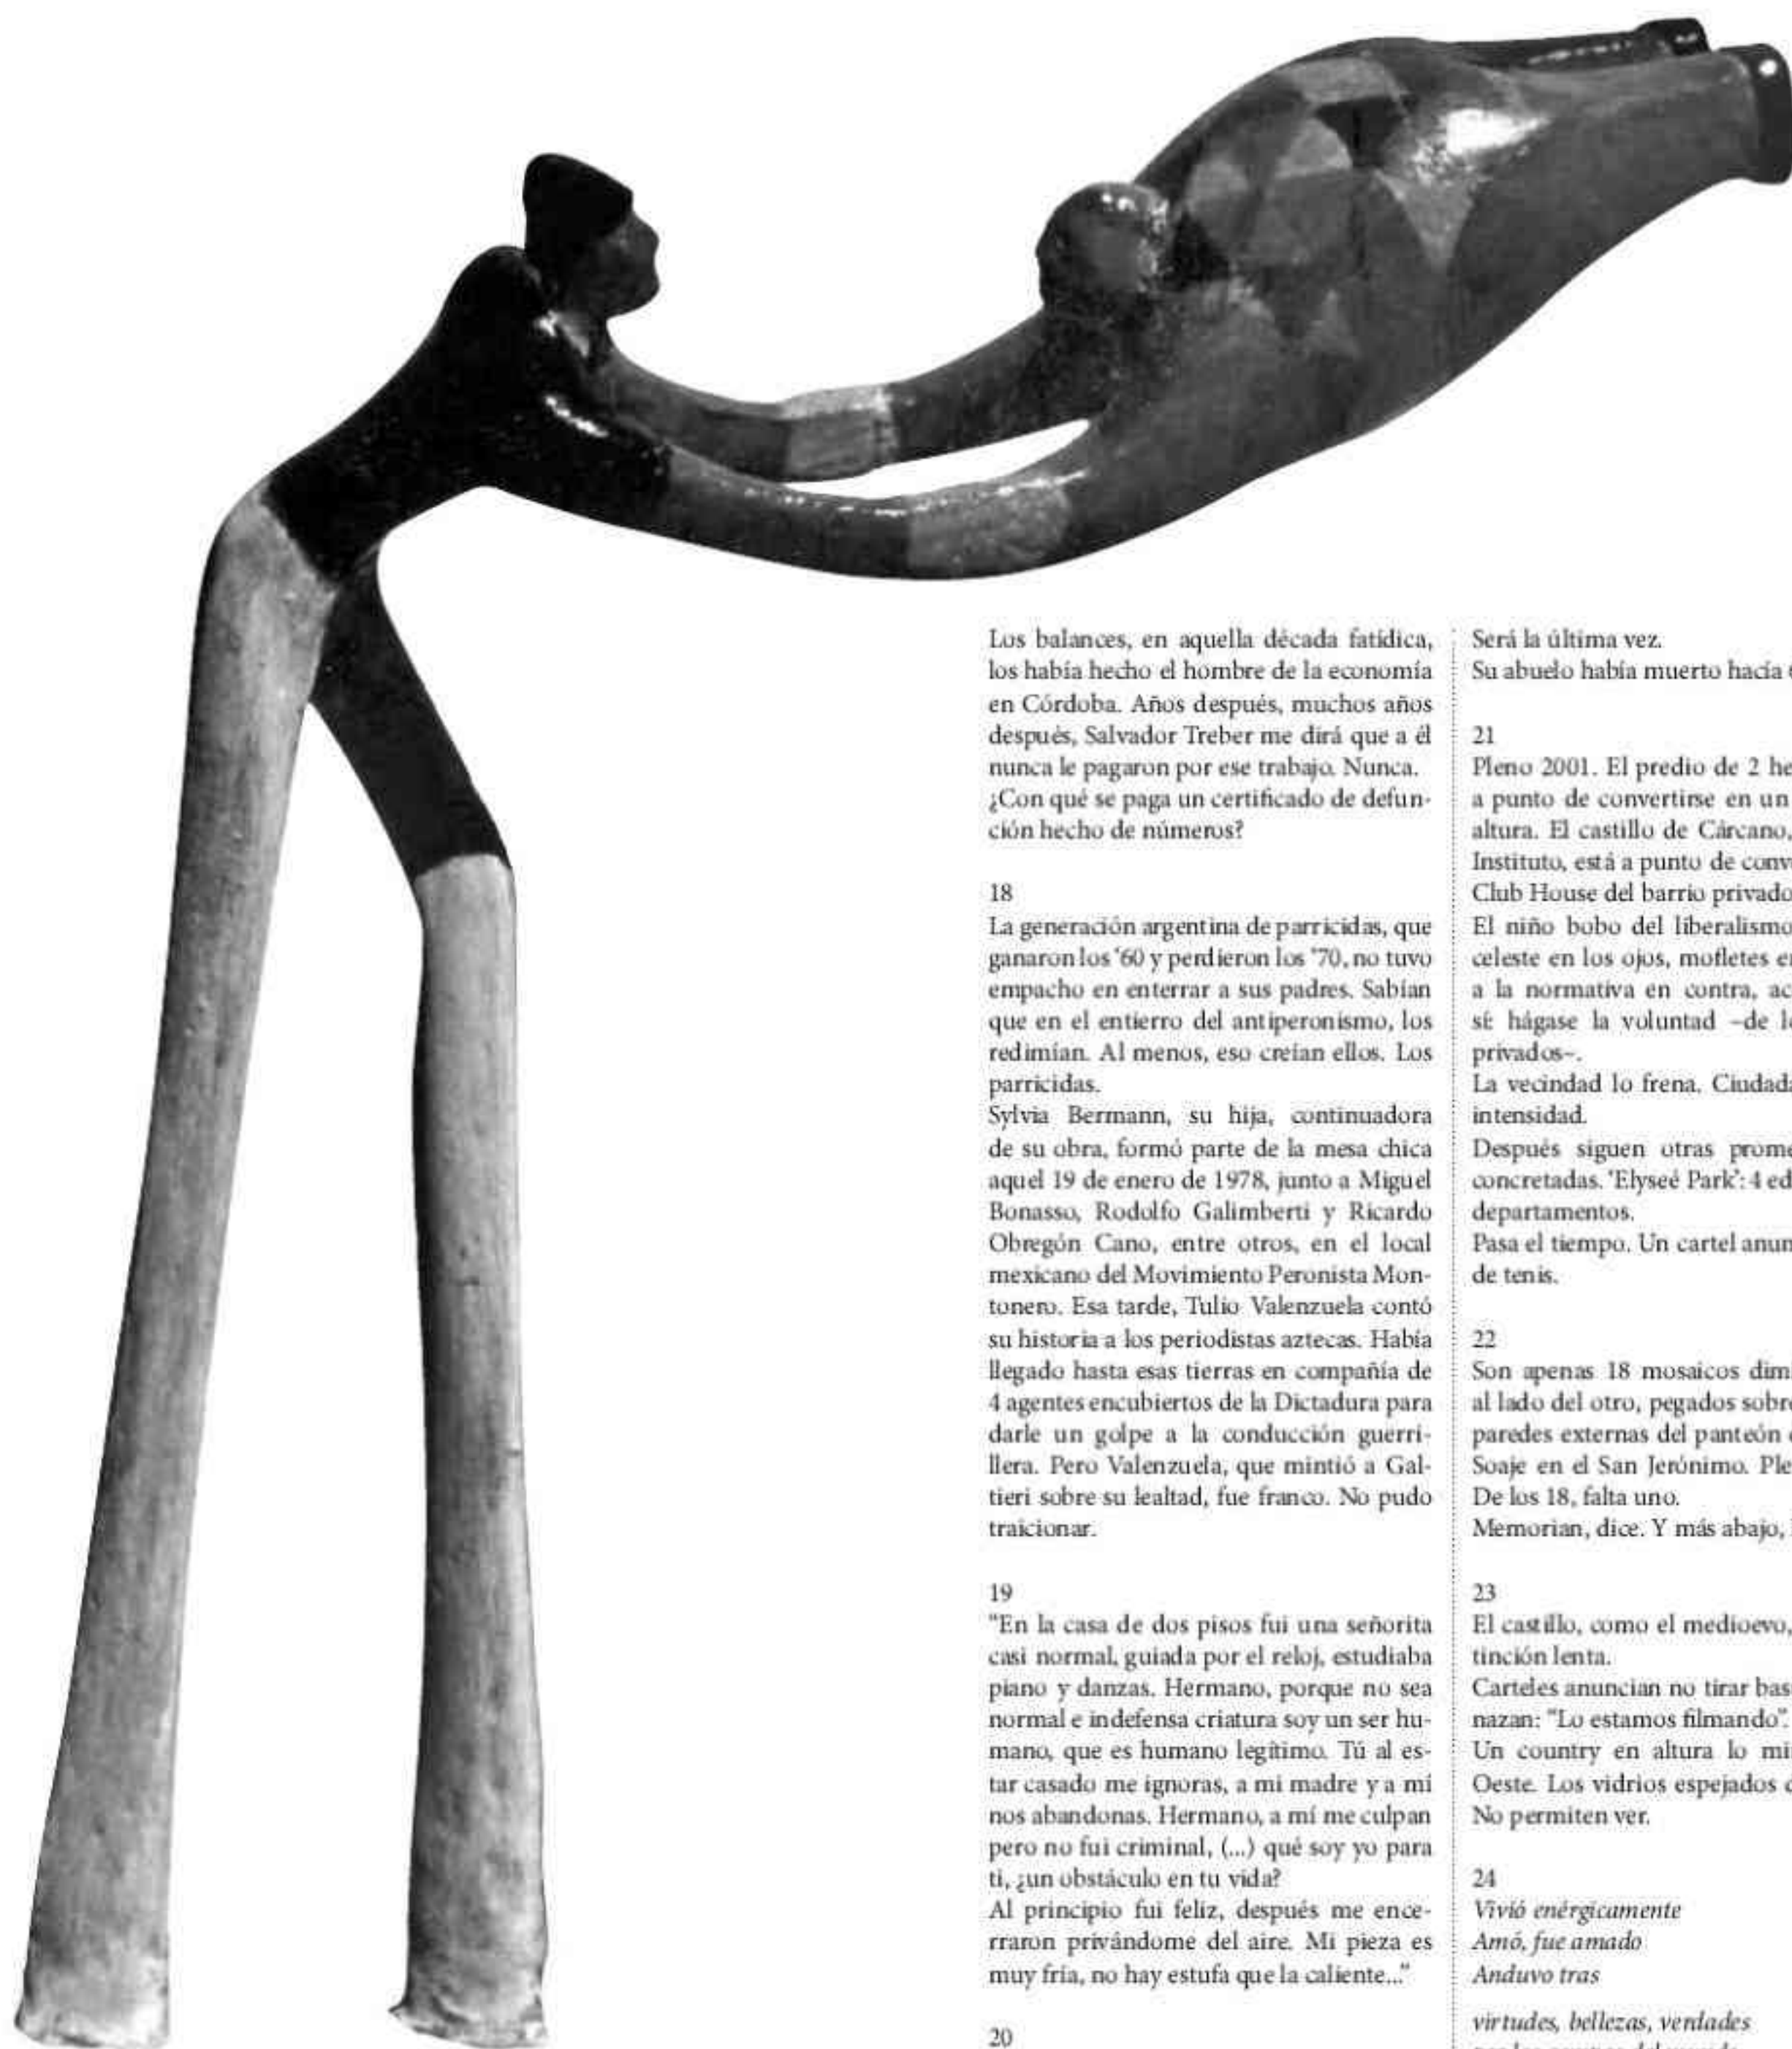 Los balances, en aquella década fatídica,
los había hecho el hombre de la economía
en Córdoba. Años después, muchos años
después, Salvador Treber me dirá que a él
nunca le pagaron por ese trabajo. Nunca.
¿Con qué se paga un certificado de defun-
ción hecho de números?
18
La generación argentina de parricidas, que
ganaron los ‘60 y perdieron los ’70, no tuvo
empacho en enterrar a sus padres. Sabían
que en el entierro del antiperonismo, los
redimían. Al menos, eso creían ellos. Los
parricidas.
Sylvia Bermann, su hija, continuadora
de su obra, formó parte de la mesa chica
aquel 19 de enero de 1978, junto a Miguel
Bonasso, Rodolfo Galimberti y Ricardo
Obregón Cano, entre otros, en el local
mexicano del Movimiento Peronista Mon-
tonero. Esa tarde, Tulio Valenzuela contó
su historia a los periodistas aztecas. Había
llegado hasta esas tierras en compañía de
4 agentes encubiertos de la Dictadura para
darle un golpe a la conducción guerri-
llera. Pero Valenzuela, que mintió a Gal-
tieri sobre su lealtad, fue franco. No pudo
traicionar.
19
"En la casa de dos pisos fui una señorita
casi normal, guiada por el reloj, estudiaba
piano y danzas. Hermano, porque no sea
normal e indefensa criatura soy un ser hu-
mano, que es humano legítimo. Tú al es-
tar casado me ignoras, a mi madre y a mí
nos abandonas. Hermano, a mí me culpan
pero no fui criminal, (...) qué soy yo para
ti, ¿un obstáculo en tu vida?
Al principio fui feliz, después me ence-
rraron privándome del aire. Mi pieza es
muy fría, no hay estufa que la caliente..."
20
Será la última vez.
Su abuelo había muerto hacía
21
Pleno 2001. El predio de 2 he
a punto de convertirse en un
altura. El castillo de Cárcano,
Instituto, está a punto de conv
Club House del barrio privado
El niño bobo del liberalismo
celeste en los ojos, mofletes en
a la normativa en contra, ac
sí: hágase la voluntad –de l
privados–.
La vecindad lo frena. Ciudad
intensidad.
Después siguen otras prome
concretadas. ‘Elyseé Park’: 4 ed
departamentos.
Pasa el tiempo. Un cartel anun
de tenis.
22
Son apenas 18 mosaicos dim
al lado del otro, pegados sobre
paredes externas del panteón
Soaje en el San Jerónimo. Ple
De los 18, falta uno.
Memorian, dice. Y más abajo,
23
El castillo, como el medioevo,
tinción lenta.
Carteles anuncian no tirar bas
nazan: "Lo estamos filmando".
Un country en altura lo mi
Oeste. Los vidrios espejados
No permiten ver.
24
Vivió enérgicamente
Amó, fue amado
Anduvo tras
virtudes, bellezas, verdades